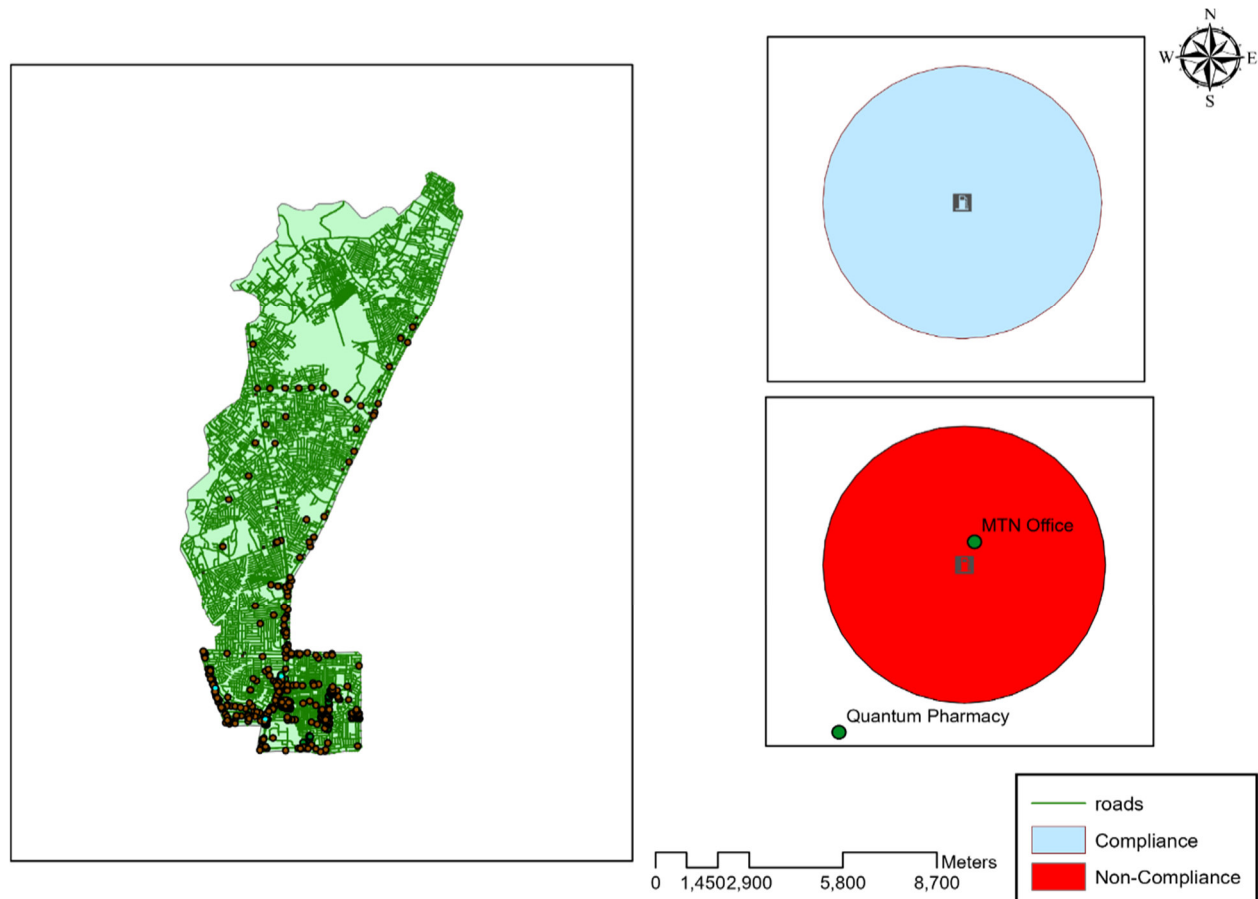 N
W E
S
MTN Office
Quantum Pharmacy
roads
Compliance
Non-Compliance
Meters
0 1,450 2,900 5,800 8,700